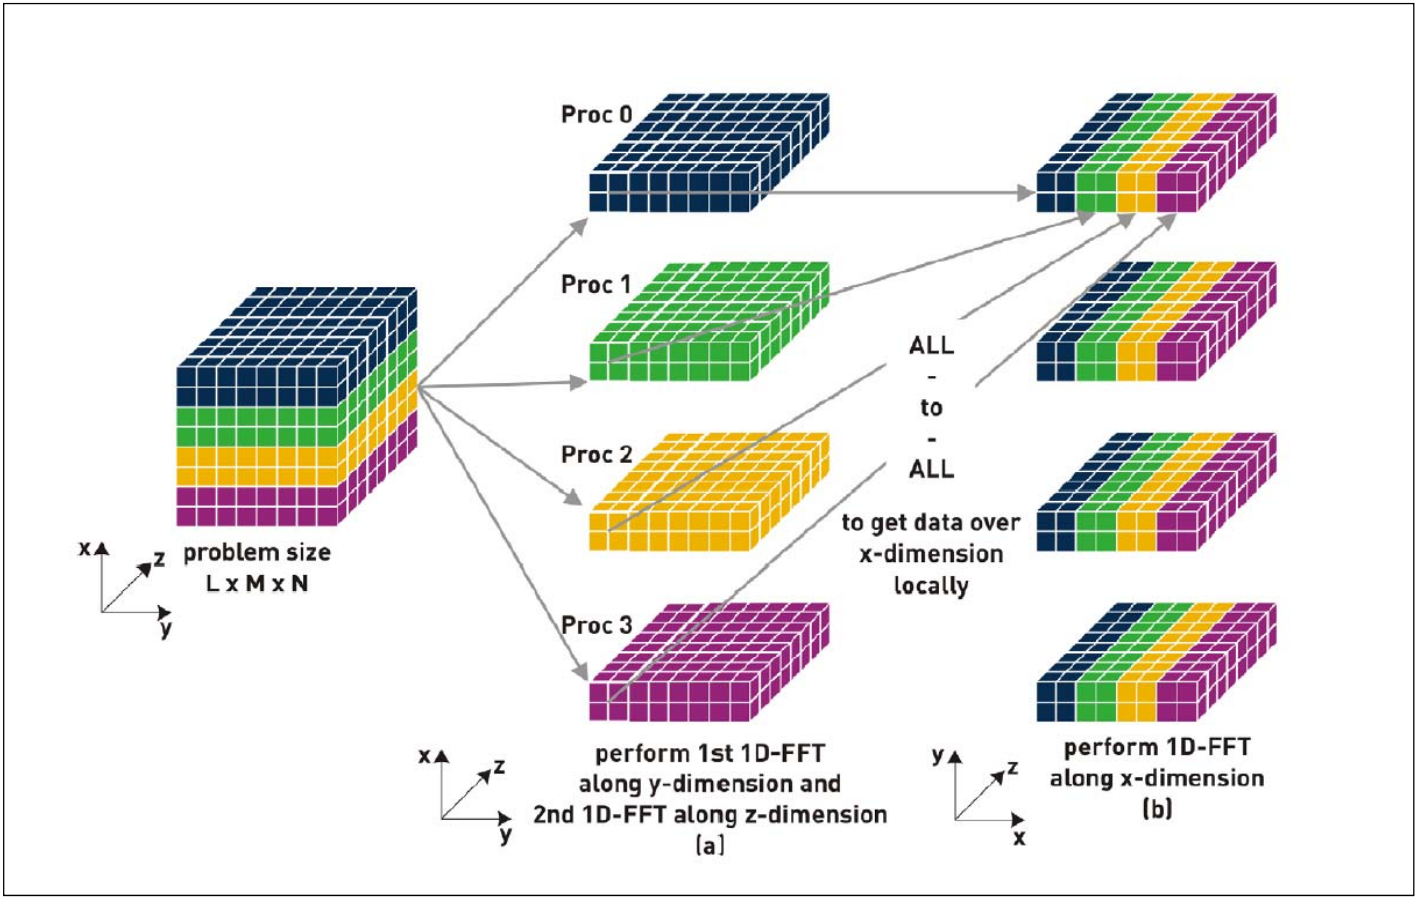 Proc 0
Proc 1
Proc 2
Proc 3
x
z
y
problem size
L x M x N
ALL
-
to
-
ALL
to get data over
x-dimension
locally
x
z
y
perform 1st 1D-FFT
along y-dimension and
2nd 1D-FFT along z-dimension
(a)
y
z
x
perform 1D-FFT
along x-dimension
(b)